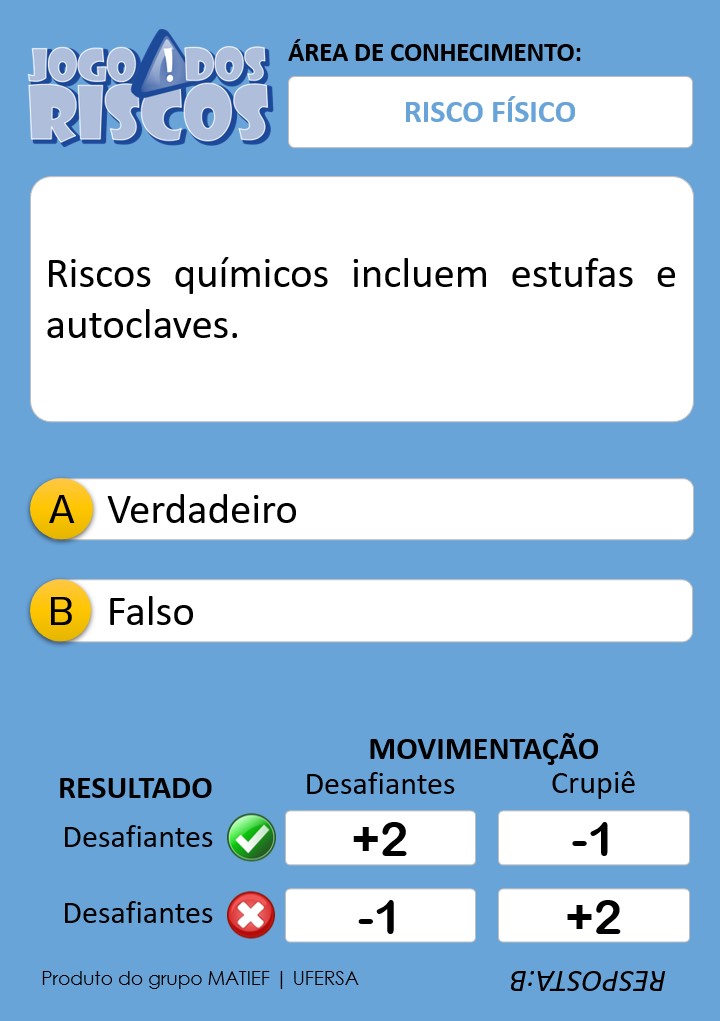 JOGO DOS
RISCOS
ÁREA DE CONHECIMENTO:
RISCO FÍSICO
Riscos químicos incluem estufas e
autoclaves.
A Verdadeiro
B Falso
MOVIMENTAÇÃO
RESULTADO Desafiantes Crupiê
Desafiantes +2 -1
Desafiantes -1 +2
Produto do grupo MATIEF | UFERSA RESPOSTA:B